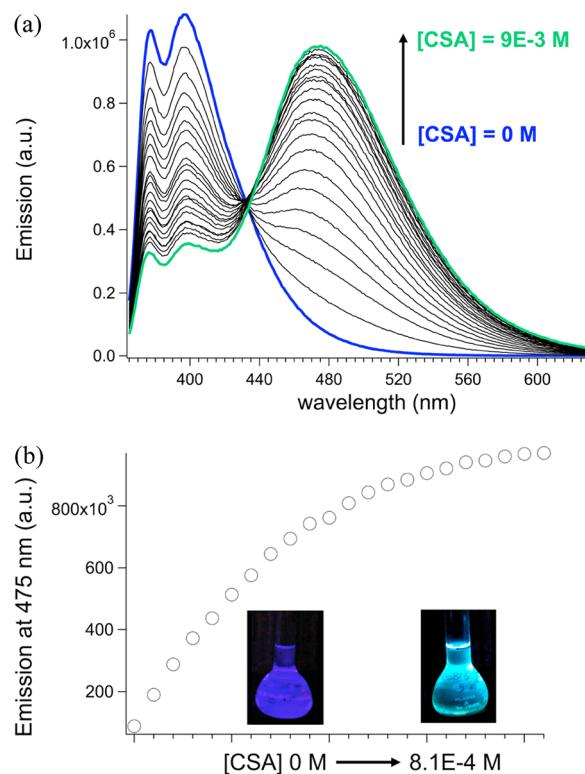 (a)
1.0x10⁶
0.8
0.6
0.4
0.2
0.0
Emission (a.u.)
[CSA] = 9E-3 M
[CSA] = 0 M
400 440 480 520 560 600
wavelength (nm)
(b)
800x10³
600
400
200
Emission at 475 nm (a.u.)
[CSA] 0 M ⟶ 8.1E-4 M